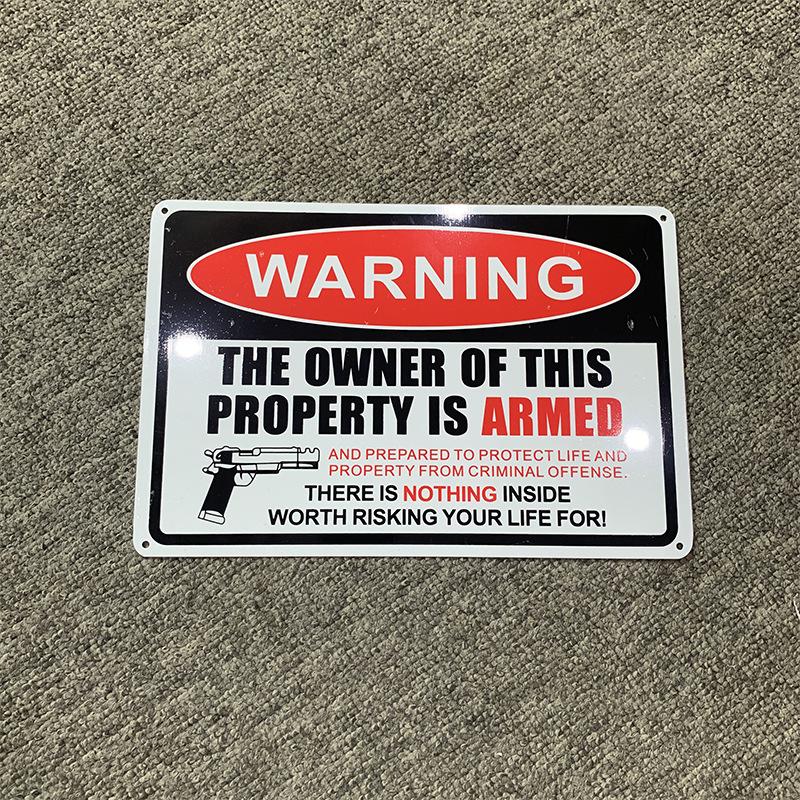 WARNING
THE OWNER OF THIS
PROPERTY IS ARMED
AND PREPARED TO PROTECT LIFE AND
PROPERTY FROM CRIMINAL OFFENSE.
THERE IS NOTHING INSIDE
WORTH RISKING YOUR LIFE FOR!